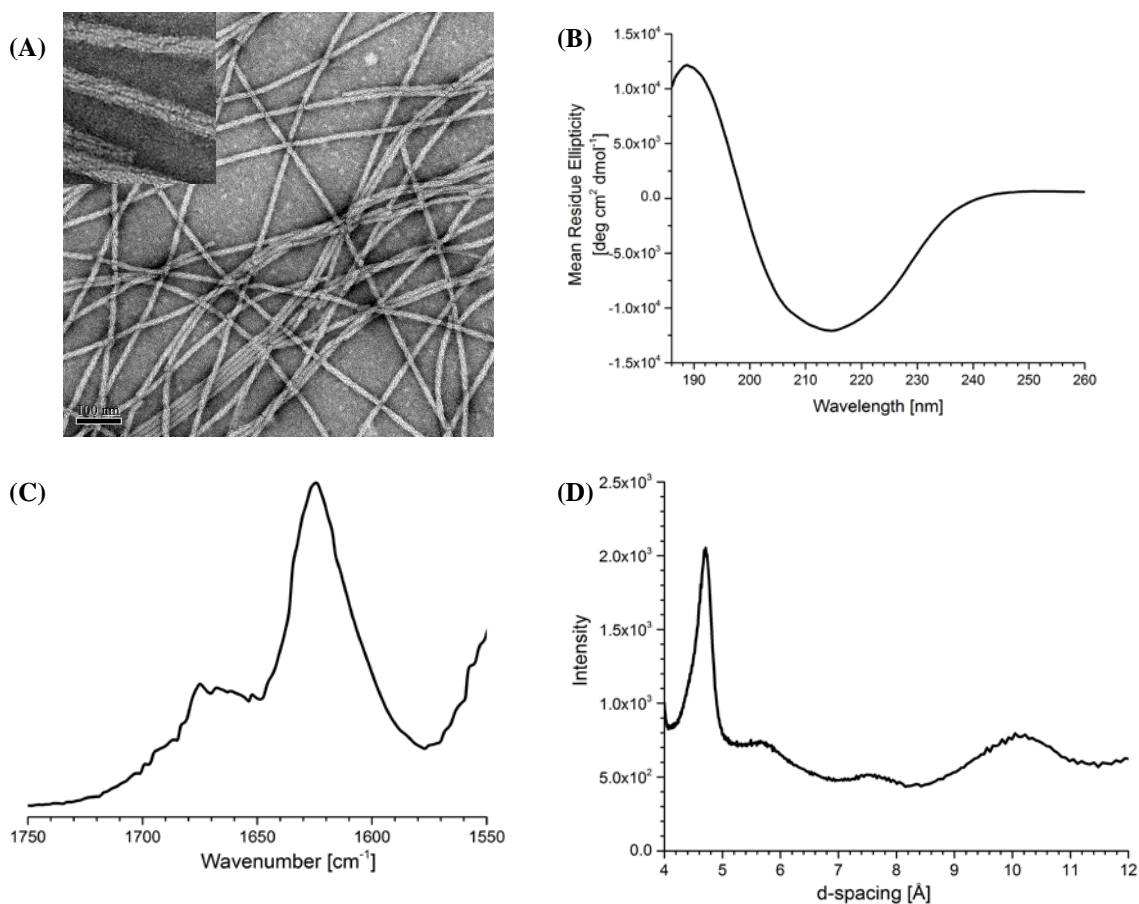 (A)
100 nm
(B)
1.5x10⁴
1.0x10⁴
5.0x10³
0.0
-5.0x10³
-1.0x10⁴
-1.5x10⁴
Mean Residue Ellipticity
[deg cm² dmol⁻¹]
190 200 210 220 230 240 250 260
Wavelength [nm]
(C)
1750 1700 1650 1600 1550
Wavenumber [cm⁻¹]
(D)
2.5x10³
2.0x10³
1.5x10³
1.0x10³
5.0x10²
0.0
Intensity
4 5 6 7 8 9 10 11 12
d-spacing [Å]